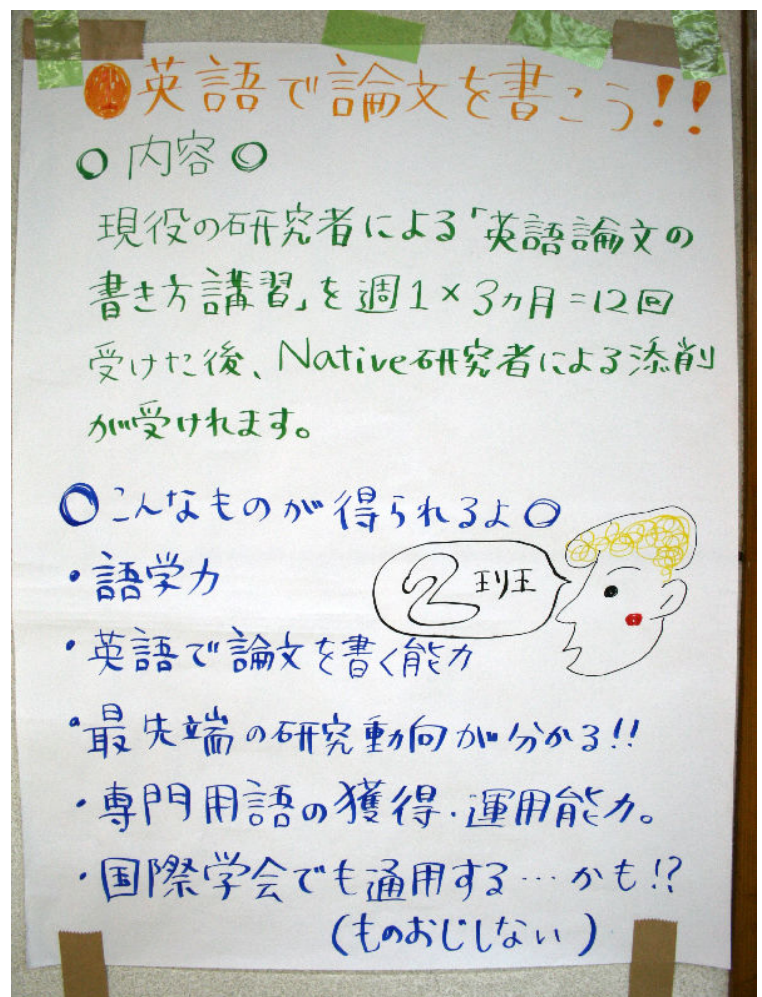 英語で論文を書こう!!
○内容○
現役の研究者による「英語論文の
書き方講習」を週1×3ヵ月=12回
受けた後、Native研究者による添削
が受けれます。
○こんなものが得られるよ○
・語学力
2班
・英語で論文を書く能力
・最先端の研究動向が分かる!!
・専門用語の獲得・運用能力。
・国際学会でも通用する…かも!?
(ものおじしない)